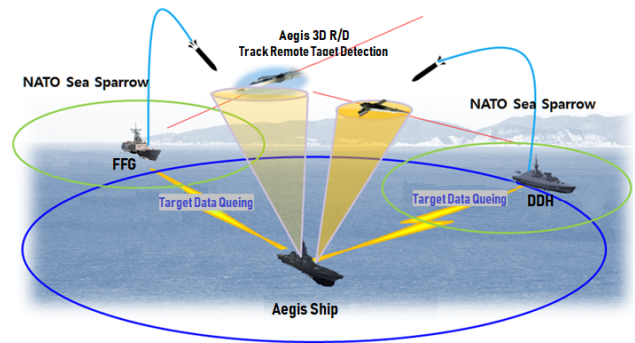 Aegis 3D R/D
Track Remote Taget Detection
NATO Sea Sparrow
NATO Sea Sparrow
FFG
DDH
Target Data Queing
Target Data Queing
Aegis Ship